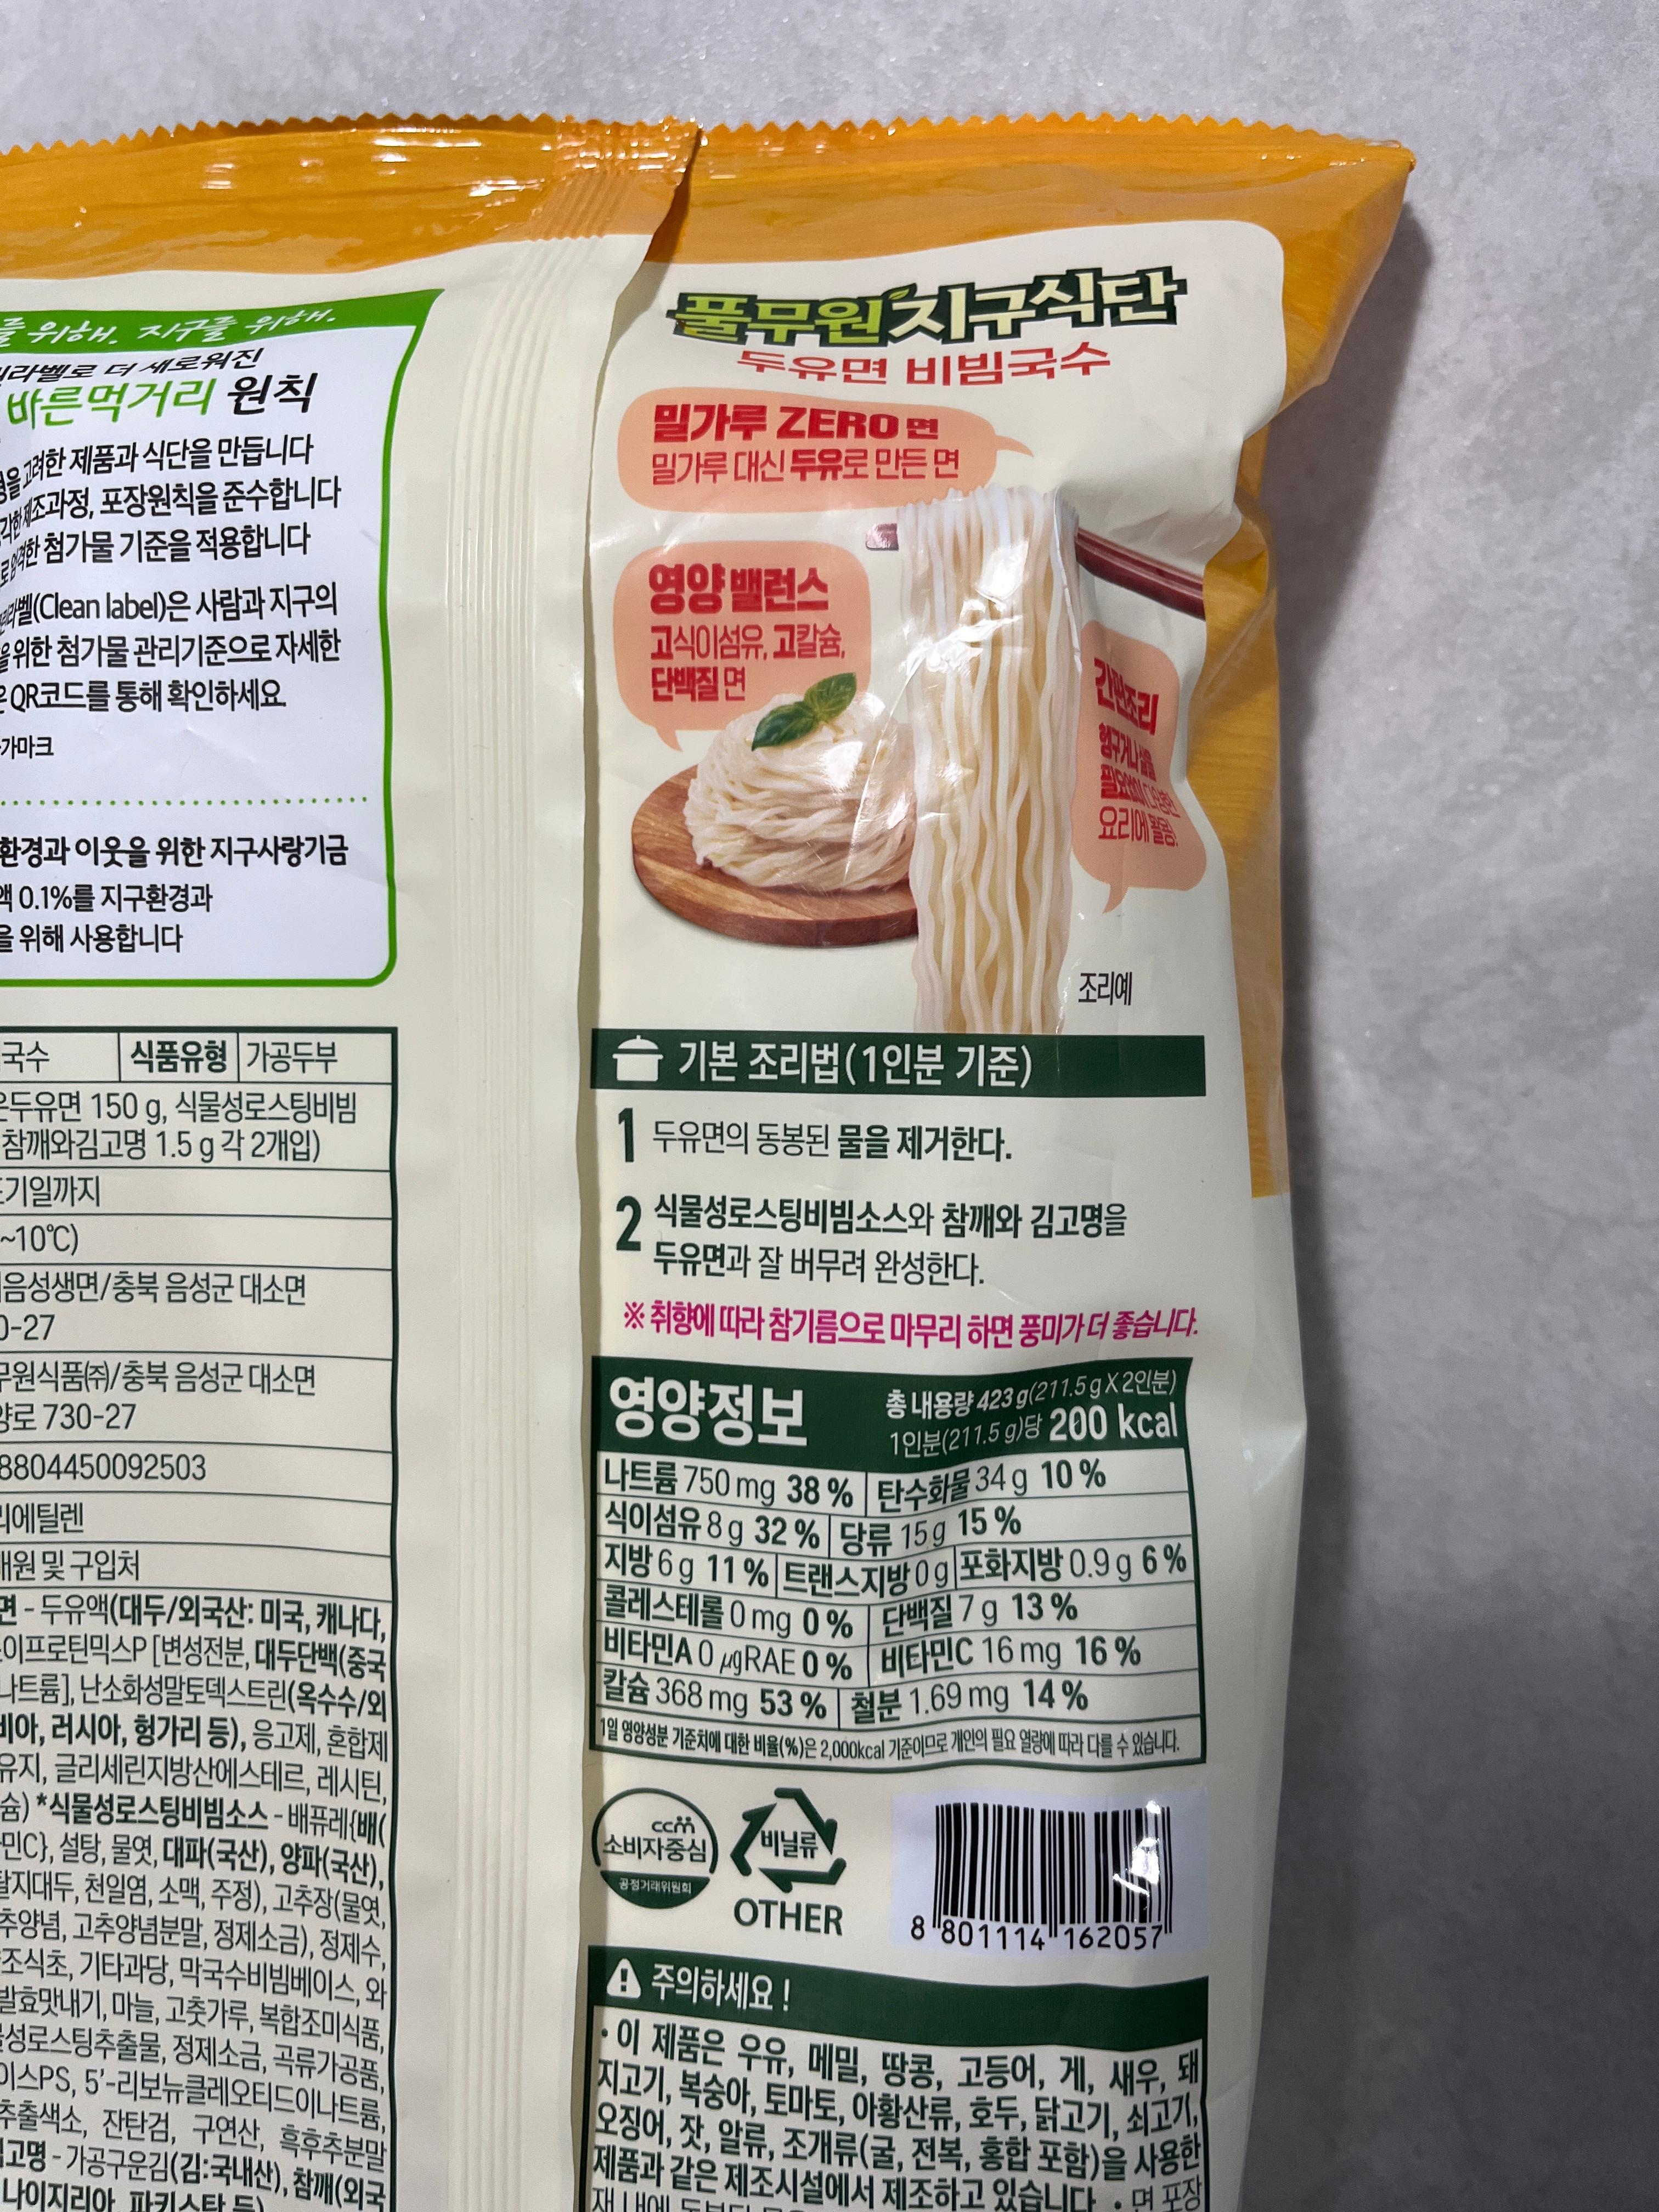 를 위해. 지구를 위해.
라벨로 더 새로워진
바른먹거리 원칙
을 고려한 제품과 식단을 만듭니다
각한 제조과정, 포장원칙을 준수합니다
로 엄격한 첨가물 기준을 적용합니다
라벨(Clean label)은 사람과 지구의
을 위한 첨가물 관리기준으로 자세한
은 QR코드를 통해 확인하세요.
가마크
환경과 이웃을 위한 지구사랑기금
액 0.1%를 지구환경과
을 위해 사용합니다
국수 식품유형 가공두부
은두유면 150 g, 식물성로스팅비빔
참깨와김고명 1.5 g 각 2개입)
기일까지
~10℃)
음성생면/충북 음성군 대소면
0-27
무원식품㈜/충북 음성군 대소면
양로 730-27
8804450092503
리에틸렌
매원 및 구입처
면 - 두유액(대두/외국산: 미국, 캐나다,
이프로틴믹스P [변성전분, 대두단백(중국
나트륨], 난소화성말토덱스트린(옥수수/외
비아, 러시아, 헝가리 등), 응고제, 혼합제
유지, 글리세린지방산에스테르, 레시틴,
슘) *식물성로스팅비빔소스 - 배퓨레{배(
민C}, 설탕, 물엿, 대파(국산), 양파(국산),
탈지대두, 천일염, 소맥, 주정), 고추장(물엿,
추양념, 고추양념분말, 정제소금), 정제수,
조식초, 기타과당, 막국수비빔베이스, 와
발효맛내기, 마늘, 고춧가루, 복합조미식품,
성로스팅추출물, 정제소금, 곡류가공품,
이스PS, 5'-리보뉴클레오티드이나트륨,
추출색소, 잔탄검, 구연산, 흑후추분말
김고명 - 가공구운김(김:국내산), 참깨(외국
나이지리아, 파키스탄 등)
풀무원 지구식단
두유면 비빔국수
밀가루 ZERO 면
밀가루 대신 두유로 만든 면
영양 밸런스
고식이섬유, 고칼슘,
단백질 면
간편조리
헹구거나 삶을
필요없이 다양한
요리에 활용!
조리예
기본 조리법(1인분 기준)
1 두유면의 동봉된 물을 제거한다.
2 식물성로스팅비빔소스와 참깨와 김고명을
두유면과 잘 버무려 완성한다.
※ 취향에 따라 참기름으로 마무리 하면 풍미가 더 좋습니다.
영양정보
총 내용량 423 g(211.5 g X 2인분)
1인분(211.5 g)당 200 kcal
나트륨 750 mg 38 % 탄수화물 34 g 10 %
식이섬유 8 g 32 % 당류 15 g 15 %
지방 6 g 11 % 트랜스지방 0 g 포화지방 0.9 g 6 %
콜레스테롤 0 mg 0 % 단백질 7 g 13 %
비타민A 0 μgRAE 0 % 비타민C 16 mg 16 %
칼슘 368 mg 53 % 철분 1.69 mg 14 %
1일 영양성분 기준치에 대한 비율(%)은 2,000kcal 기준이므로 개인의 필요 열량에 따라 다를 수 있습니다.
ccm
소비자중심
공정거래위원회
비닐류
OTHER
8 801114 162057
주의하세요 !
· 이 제품은 우유, 메밀, 땅콩, 고등어, 게, 새우, 돼
지고기, 복숭아, 토마토, 아황산류, 호두, 닭고기, 쇠고기,
오징어, 잣, 알류, 조개류(굴, 전복, 홍합 포함)을 사용한
제품과 같은 제조시설에서 제조하고 있습니다. · 면 포장
재 내에